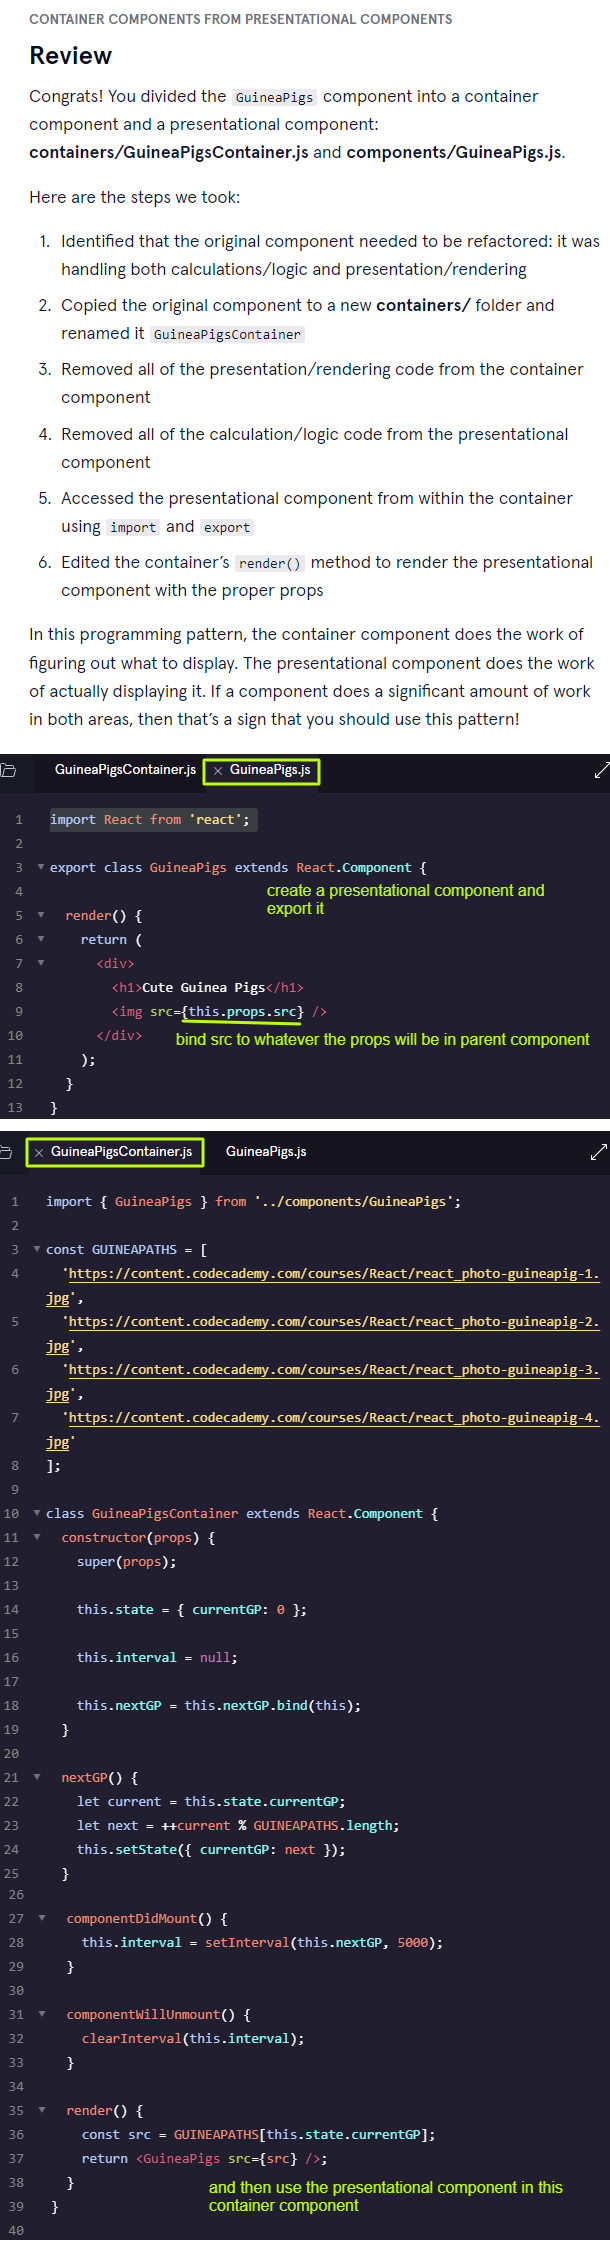 CONTAINER COMPONENTS FROM PRESENTATIONAL COMPONENTS
Review
Congrats! You divided the GuineaPigs component into a container
component and a presentational component:
containers/GuineaPigsContainer.js and components/GuineaPigs.js.
Here are the steps we took:
1. Identified that the original component needed to be refactored: it was
handling both calculations/logic and presentation/rendering
2. Copied the original component to a new containers/ folder and
renamed it GuineaPigsContainer
3. Removed all of the presentation/rendering code from the container
component
4. Removed all of the calculation/logic code from the presentational
component
5. Accessed the presentational component from within the container
using import and export
6. Edited the container's render() method to render the presentational
component with the proper props
In this programming pattern, the container component does the work of
figuring out what to display. The presentational component does the work
of actually displaying it. If a component does a significant amount of work
in both areas, then that's a sign that you should use this pattern!
GuineaPigsContainer.js × GuineaPigs.js
1 import React from 'react';
2
3 export class GuineaPigs extends React.Component {
4 create a presentational component and
export it
5 render() {
6 return (
7 <div>
8 <h1>Cute Guinea Pigs</h1>
9 <img src={this.props.src} />
10 </div>
bind src to whatever the props will be in parent component
11 );
12 }
13 }
× GuineaPigsContainer.js GuineaPigs.js
1 import { GuineaPigs } from '../components/GuineaPigs';
2
3 const GUINEAPATHS = [
4 'https://content.codecademy.com/courses/React/react_photo-guineapig-1.
jpg',
5 'https://content.codecademy.com/courses/React/react_photo-guineapig-2.
jpg',
6 'https://content.codecademy.com/courses/React/react_photo-guineapig-3.
jpg',
7 'https://content.codecademy.com/courses/React/react_photo-guineapig-4.
jpg'
8 ];
9
10 class GuineaPigsContainer extends React.Component {
11 constructor(props) {
12 super(props);
13
14 this.state = { currentGP: 0 };
15
16 this.interval = null;
17
18 this.nextGP = this.nextGP.bind(this);
19 }
20
21 nextGP() {
22 let current = this.state.currentGP;
23 let next = ++current % GUINEAPATHS.length;
24 this.setState({ currentGP: next });
25 }
26
27 componentDidMount() {
28 this.interval = setInterval(this.nextGP, 5000);
29 }
30
31 componentWillUnmount() {
32 clearInterval(this.interval);
33 }
34
35 render() {
36 const src = GUINEAPATHS[this.state.currentGP];
37 return <GuineaPigs src={src} />;
38 }
and then use the presentational component in this
39 }
container component
40